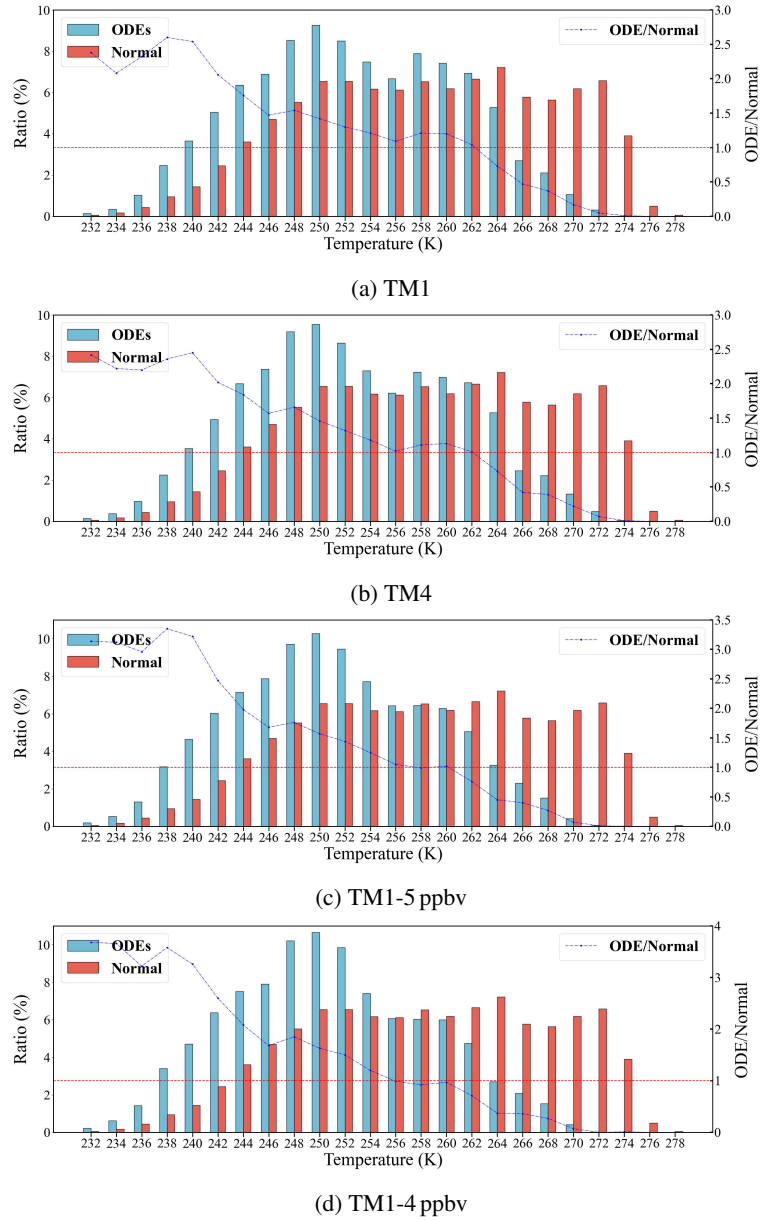 10
8
6
4
2
0
Ratio (%)
ODEs
Normal
ODE/Normal
3.0
2.5
2.0
1.5
1.0
0.5
0.0
ODE/Normal
232 234 236 238 240 242 244 246 248 250 252 254 256 258 260 262 264 266 268 270 272 274 276 278
Temperature (K)
(a) TM1
10
8
6
4
2
0
Ratio (%)
ODEs
Normal
ODE/Normal
3.0
2.5
2.0
1.5
1.0
0.5
0.0
ODE/Normal
232 234 236 238 240 242 244 246 248 250 252 254 256 258 260 262 264 266 268 270 272 274 276 278
Temperature (K)
(b) TM4
10
8
6
4
2
0
Ratio (%)
ODEs
Normal
ODE/Normal
3.5
3.0
2.5
2.0
1.5
1.0
0.5
0.0
ODE/Normal
232 234 236 238 240 242 244 246 248 250 252 254 256 258 260 262 264 266 268 270 272 274 276 278
Temperature (K)
(c) TM1-5 ppbv
10
8
6
4
2
0
Ratio (%)
ODEs
Normal
ODE/Normal
4
3
2
1
0
ODE/Normal
232 234 236 238 240 242 244 246 248 250 252 254 256 258 260 262 264 266 268 270 272 274 276 278
Temperature (K)
(d) TM1-4 ppbv